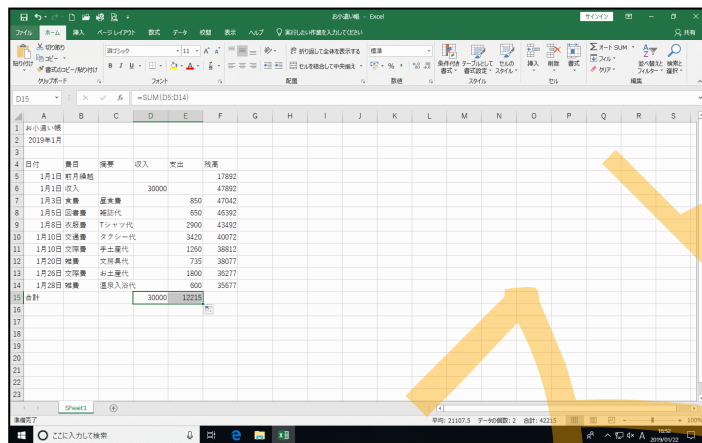 お小遣い帳 - Excel
サインイン
ファイル ホーム 挿入 ページ レイアウト 数式 データ 校閲 表示 ヘルプ 実行したい作業を入力してください 共有
切り取り
コピー
書式のコピー/貼り付け
貼り付け
游ゴシック 11
折り返して全体を表示する
セルを結合して中央揃え
標準
条件付き書式 テーブルとして書式設定 セルのスタイル
挿入 削除 書式
オート SUM
フィル
クリア
並べ替えとフィルター 検索と選択
クリップボード フォント 配置 数値 スタイル セル 編集
D15 =SUM(D5:D14)
A B C D E F G H I J K L M N O P Q R S
1 お小遣い帳
2 2019年1月
3
4 日付 費目 摘要 収入 支出 残高
5 1月1日 前月繰越 17892
6 1月1日 収入 30000 47892
7 1月3日 食費 昼食費 850 47042
8 1月5日 図書費 雑誌代 650 46392
9 1月8日 衣服費 Tシャツ代 2900 43492
10 1月10日 交通費 タクシー代 3420 40072
11 1月10日 交際費 手土産代 1260 38812
12 1月20日 雑費 文房具代 735 38077
13 1月26日 交際費 お土産代 1800 36277
14 1月28日 雑費 温泉入浴代 600 35677
15 合計 30000 12215
16
17
18
19
20
21
22
23
Sheet1
準備完了 平均: 21107.5 データの個数: 2 合計: 42215 100%
ここに入力して検索
16:52
2019/01/22